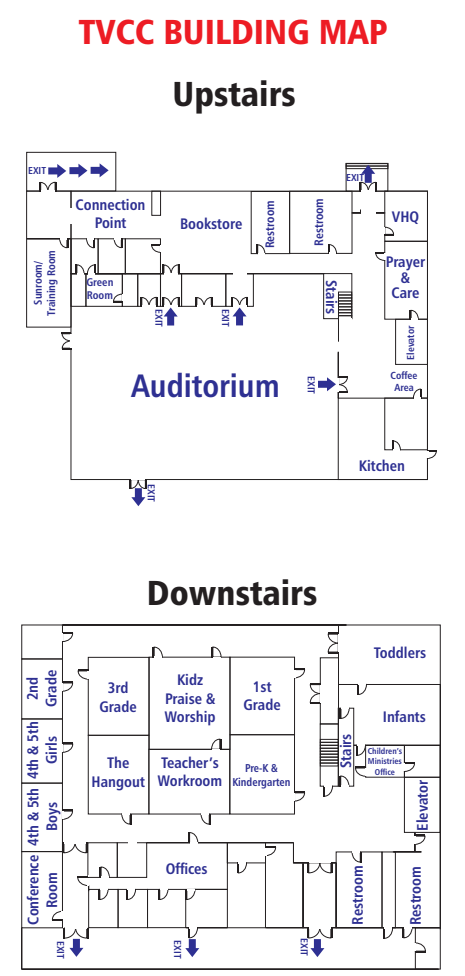 TVCC BUILDING MAP
Upstairs
EXIT
EXIT
Connection
Point
Bookstore
Restroom
Restroom
VHQ
Sunroom/
Training Room
Green
Room
Stairs
Prayer
&
Care
EXIT
EXIT
Elevator
Auditorium
EXIT
Coffee
Area
Kitchen
EXIT
Downstairs
Toddlers
2nd
Grade
3rd
Grade
Kidz
Praise &
Worship
1st
Grade
Infants
4th & 5th
Girls
Stairs
Children's
Ministries
Office
The
Hangout
Teacher's
Workroom
Pre-K &
Kindergarten
4th & 5th
Boys
Elevator
Conference
Room
Offices
Restroom
Restroom
EXIT
EXIT
EXIT